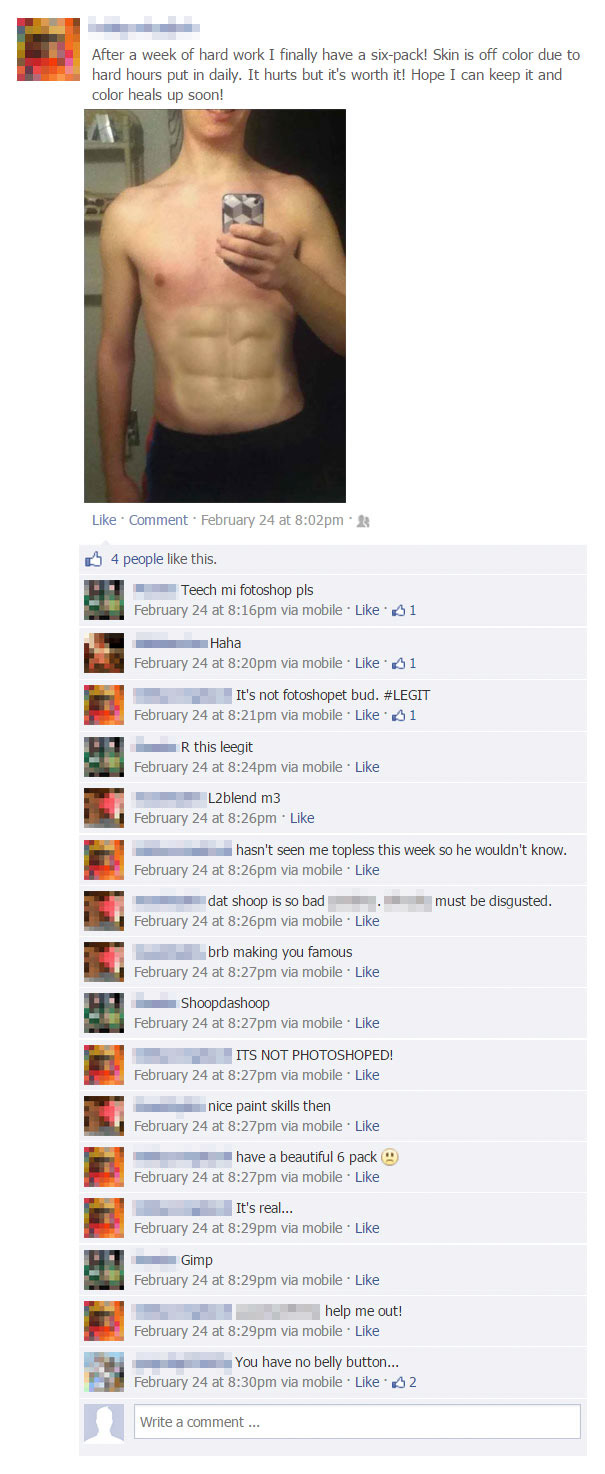 After a week of hard work I finally have a six-pack! Skin is off color due to
hard hours put in daily. It hurts but it's worth it! Hope I can keep it and
color heals up soon!
Like · Comment · February 24 at 8:02pm ·
4 people like this.
Teech mi fotoshop pls
February 24 at 8:16pm via mobile · Like · 1
Haha
February 24 at 8:20pm via mobile · Like · 1
It's not fotoshopet bud. #LEGIT
February 24 at 8:21pm via mobile · Like · 1
R this leegit
February 24 at 8:24pm via mobile · Like
L2blend m3
February 24 at 8:26pm · Like
hasn't seen me topless this week so he wouldn't know.
February 24 at 8:26pm via mobile · Like
dat shoop is so bad . must be disgusted.
February 24 at 8:26pm via mobile · Like
brb making you famous
February 24 at 8:27pm via mobile · Like
Shoopdashoop
February 24 at 8:27pm via mobile · Like
ITS NOT PHOTOSHOPED!
February 24 at 8:27pm via mobile · Like
nice paint skills then
February 24 at 8:27pm via mobile · Like
have a beautiful 6 pack
February 24 at 8:27pm via mobile · Like
It's real...
February 24 at 8:29pm via mobile · Like
Gimp
February 24 at 8:29pm via mobile · Like
help me out!
February 24 at 8:29pm via mobile · Like
You have no belly button...
February 24 at 8:30pm via mobile · Like · 2
Write a comment ...